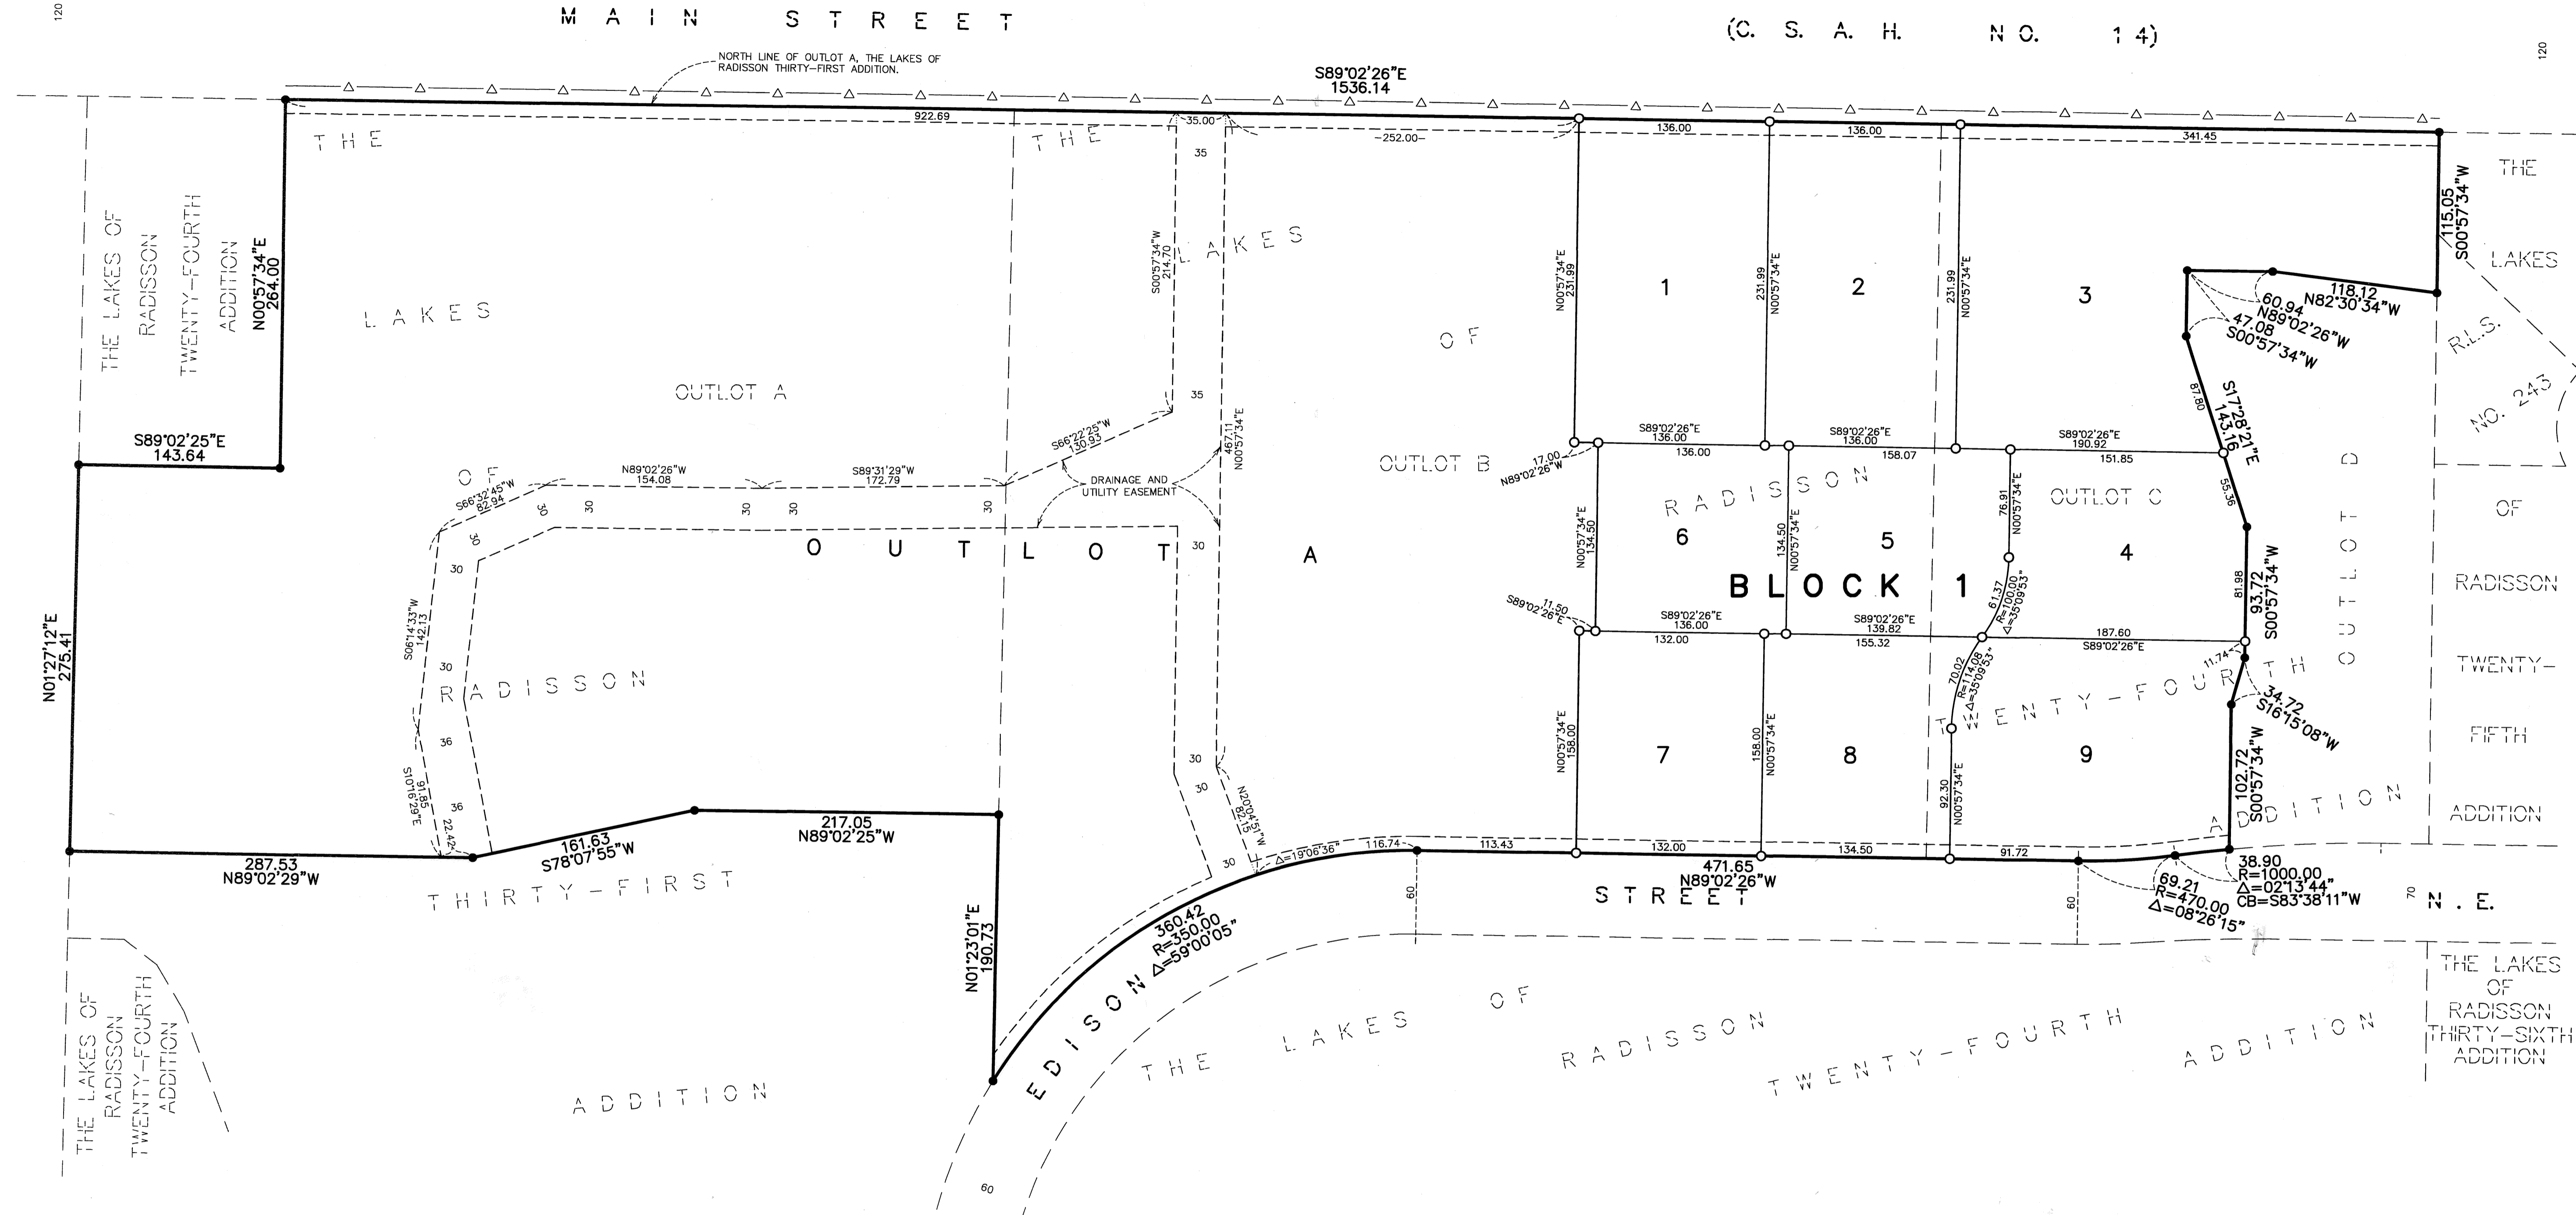 120
MAIN STREET
(C. S. A. H. NO. 14)
120
NORTH LINE OF OUTLOT A, THE LAKES OF
RADISSON THIRTY-FIRST ADDITION.
S89°02'26"E
1536.14
922.69
35.00
-252.00-
136.00
136.00
341.45
THE
THE
35
THE LAKES OF
RADISSON
TWENTY-FOURTH
ADDITION
N00°57'34"E
264.00
S00°57'34"W
214.70
LAKES
LAKES
OF
N00°57'34"E
231.99
1
231.99
N00°57'34"E
2
231.99
N00°57'34"E
3
115.05
S00°57'34"W
THE
LAKES
118.12
N82°30'34"W
60.94
N89°02'26"W
47.08
S00°57'34"W
R.L.S.
NO. 243
OUTLOT A
35
S66°22'25"W
130.93
467.11
N00°57'34"E
87.80
S17°28'21"E
143.16
S89°02'25"E
143.64
S89°02'26"E
136.00
136.00
S89°02'26"E
136.00
158.07
S89°02'26"E
190.92
151.85
17.00
N89°02'26"W
OUTLOT B
OF
N89°02'26"W
154.08
S89°31'29"W
172.79
S66°32'45"W
82.94
DRAINAGE AND
UTILITY EASEMENT
30
30
30
30
30
30
30
RADISSON
76.91
N00°57'34"E
OUTLOT C
55.36
OUTLOT D
OF
RADISSON
TWENTY-
FIFTH
ADDITION
OUTLOT A
30
N00°57'34"E
134.50
6
134.50
N00°57'34"E
5
4
BLOCK 1
61.37
R=100.00
Δ=35°09'53"
81.98
93.72
S00°57'34"W
N01°27'12"E
275.41
S06°14'33"W
142.13
30
RADISSON
36
11.50
S89°02'26"E
S89°02'26"E
136.00
132.00
S89°02'26"E
139.82
155.32
187.60
S89°02'26"E
11.74
34.72
S16°15'08"W
70.02
R=114.08
Δ=35°09'53"
TWENTY-FOURTH
ADDITION
N00°57'34"E
158.00
7
158.00
N00°57'34"E
8
92.30
N00°57'34"E
9
102.72
S00°57'34"W
30
30
N20°04'51"W
82.15
S10°16'29"E
91.85
36
22.42
161.63
S78°07'55"W
217.05
N89°02'25"W
287.53
N89°02'29"W
30
Δ=19°06'36"
116.74
113.43
132.00
134.50
91.72
471.65
N89°02'26"W
38.90
R=1000.00
Δ=02°13'44"
CB=S83°38'11"W
69.21
R=470.00
Δ=08°26'15"
THIRTY-FIRST
ADDITION
N01°23'01"E
190.73
360.42
R=350.00
Δ=59°00'05"
60
60
70
EDISON STREET N.E.
60
THE LAKES OF
RADISSON
TWENTY-FOURTH
ADDITION
THE LAKES OF RADISSON TWENTY-FOURTH ADDITION
THE LAKES
OF
RADISSON
THIRTY-SIXTH
ADDITION